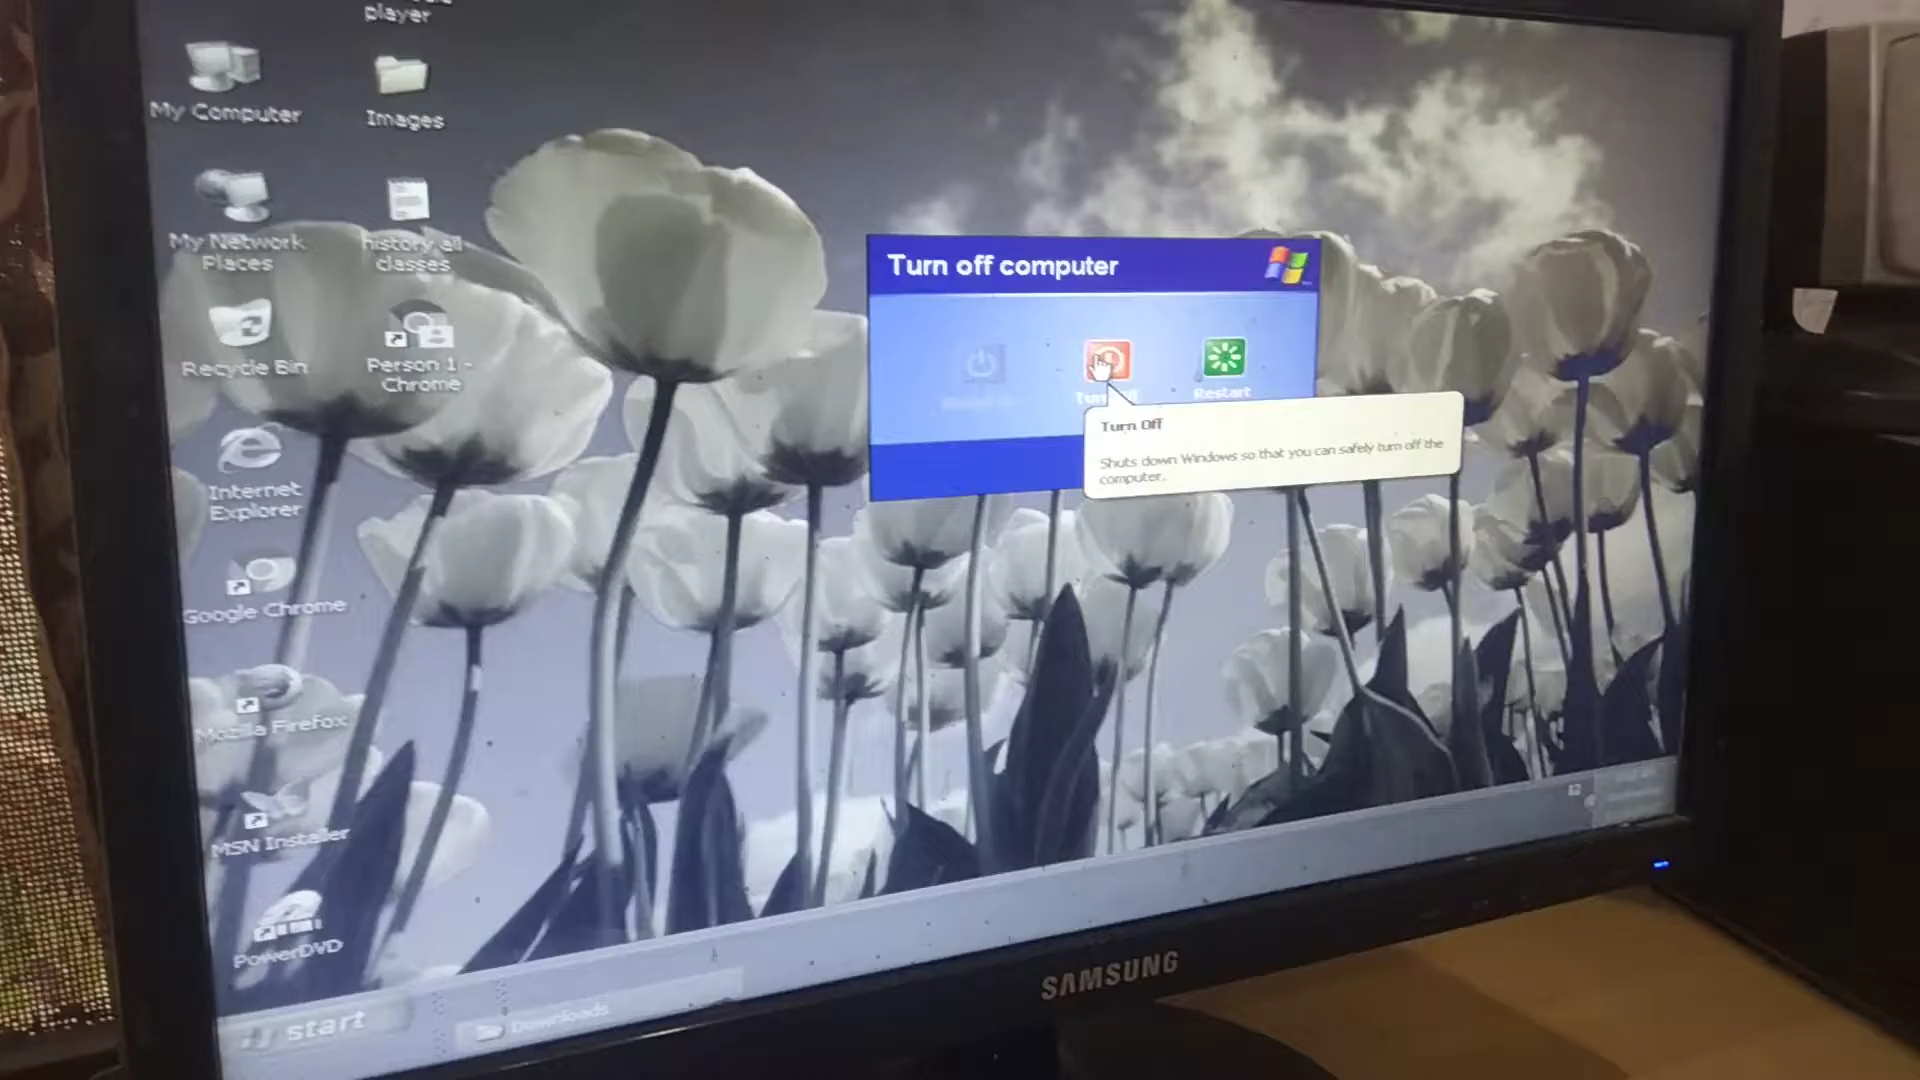 player
My Computer
Images
My Network
Places
history all
classes
Recycle Bin
Person 1 -
Chrome
Internet
Explorer
Google Chrome
Mozilla Firefox
MSN Installer
PowerDVD
start
Downloads
Turn off computer
Restart
Turn Off
Shuts down Windows so that you can safely turn off the
computer.
SAMSUNG